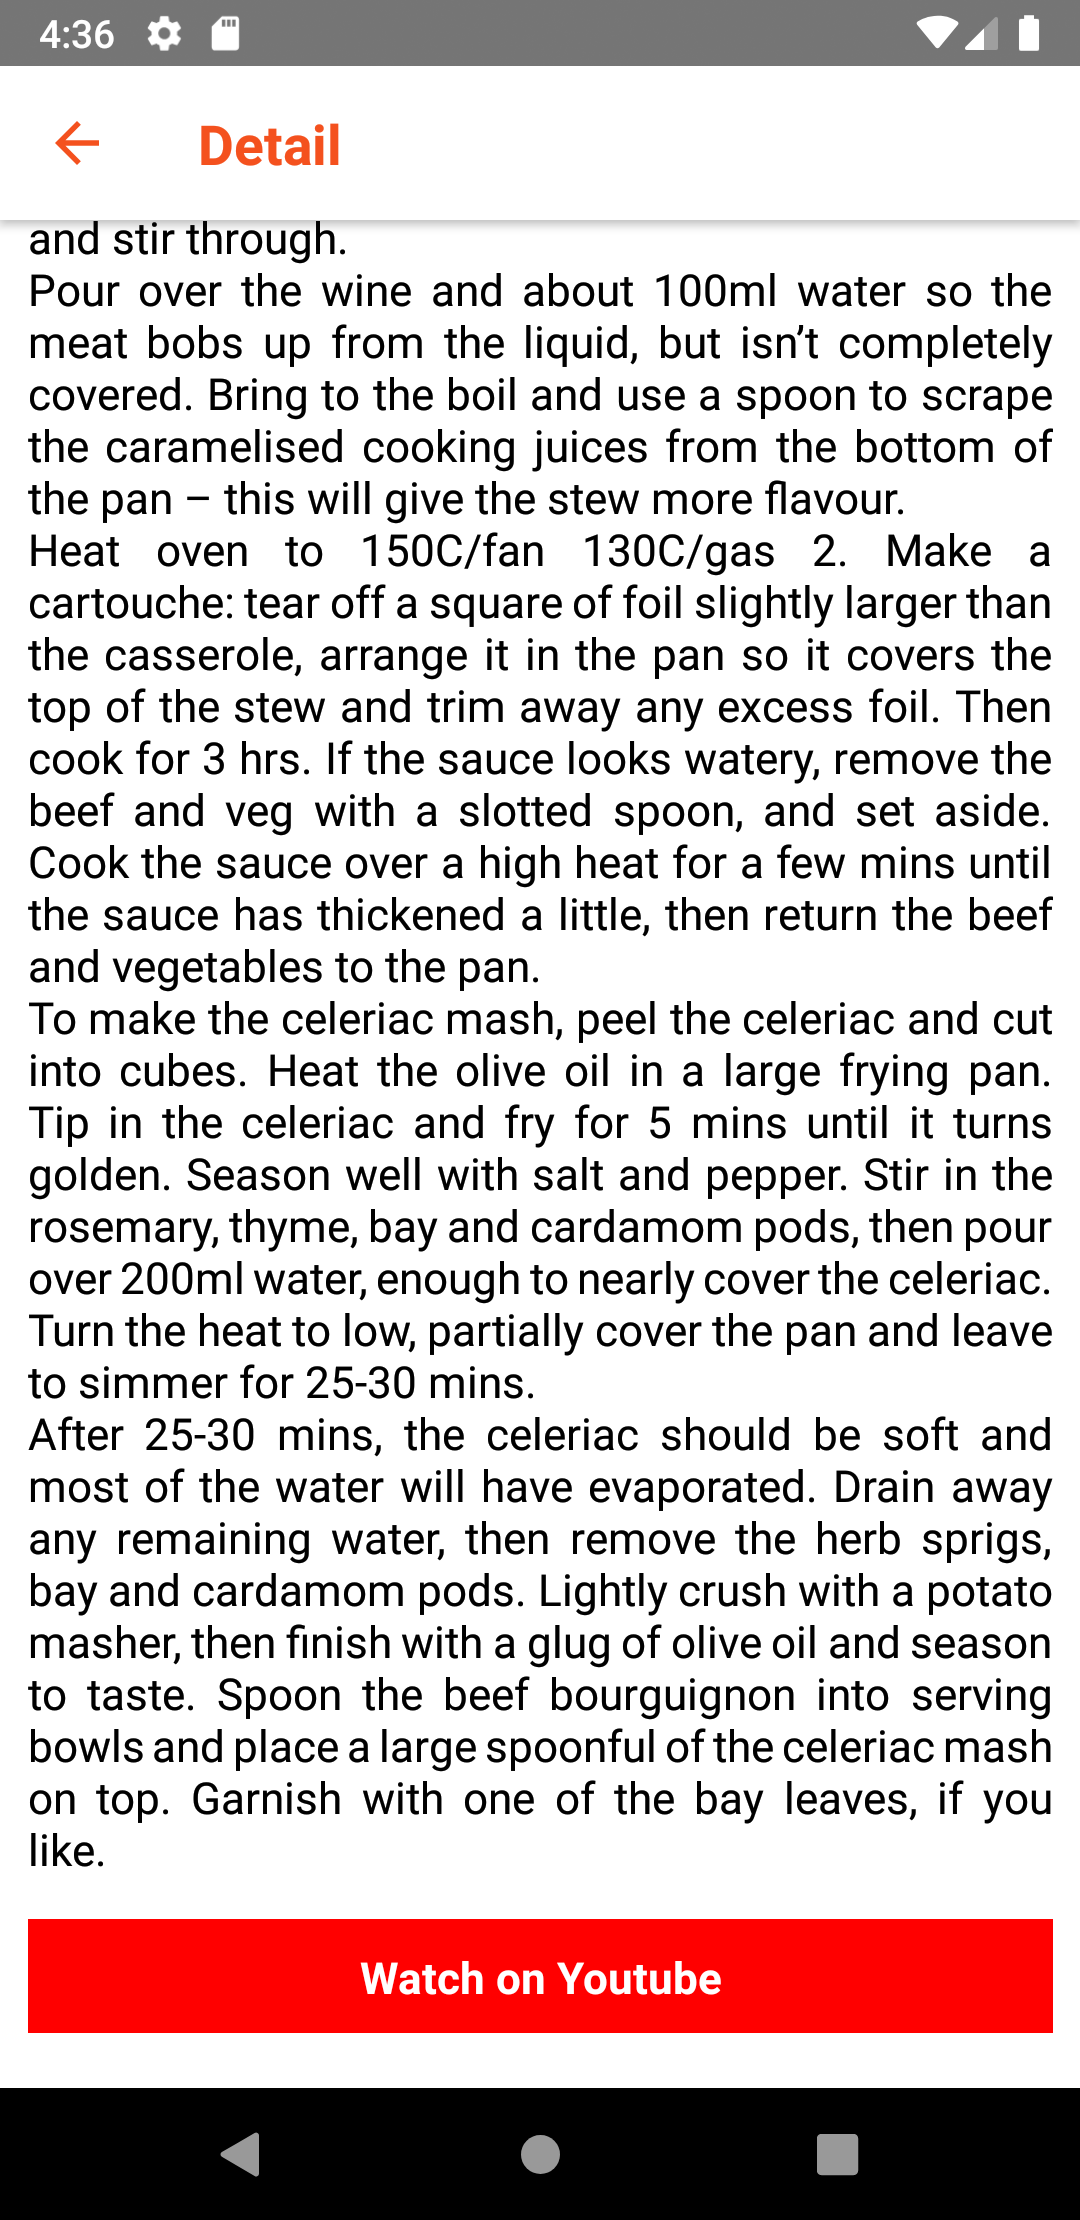 4:36
Detail
and stir through.
Pour over the wine and about 100ml water so the
meat bobs up from the liquid, but isn’t completely
covered. Bring to the boil and use a spoon to scrape
the caramelised cooking juices from the bottom of
the pan – this will give the stew more flavour.
Heat oven to 150C/fan 130C/gas 2. Make a
cartouche: tear off a square of foil slightly larger than
the casserole, arrange it in the pan so it covers the
top of the stew and trim away any excess foil. Then
cook for 3 hrs. If the sauce looks watery, remove the
beef and veg with a slotted spoon, and set aside.
Cook the sauce over a high heat for a few mins until
the sauce has thickened a little, then return the beef
and vegetables to the pan.
To make the celeriac mash, peel the celeriac and cut
into cubes. Heat the olive oil in a large frying pan.
Tip in the celeriac and fry for 5 mins until it turns
golden. Season well with salt and pepper. Stir in the
rosemary, thyme, bay and cardamom pods, then pour
over 200ml water, enough to nearly cover the celeriac.
Turn the heat to low, partially cover the pan and leave
to simmer for 25-30 mins.
After 25-30 mins, the celeriac should be soft and
most of the water will have evaporated. Drain away
any remaining water, then remove the herb sprigs,
bay and cardamom pods. Lightly crush with a potato
masher, then finish with a glug of olive oil and season
to taste. Spoon the beef bourguignon into serving
bowls and place a large spoonful of the celeriac mash
on top. Garnish with one of the bay leaves, if you
like.
Watch on Youtube